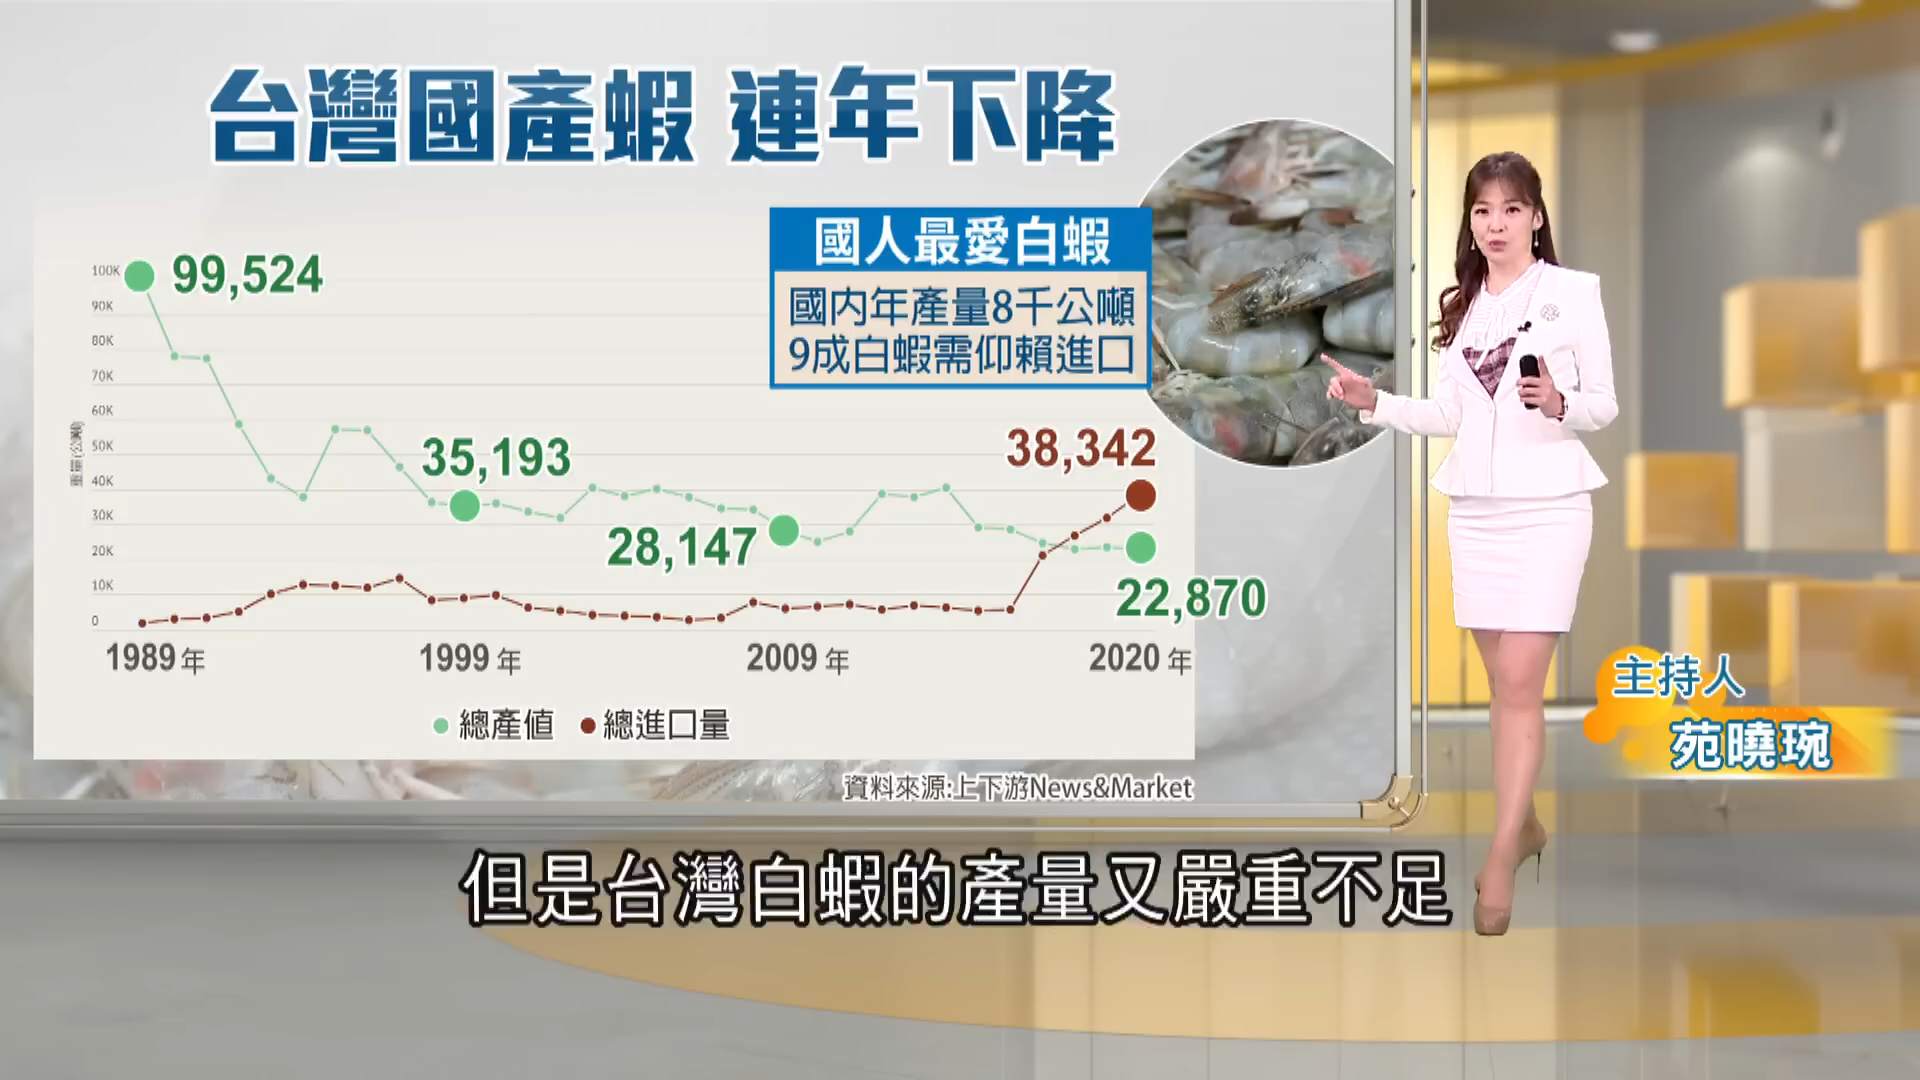 台灣國產蝦 連年下降
國人最愛白蝦
國內年產量8千公噸
9成白蝦需仰賴進口
重量(公噸)
100K
90K
80K
70K
60K
50K
40K
30K
20K
10K
0
99,524
35,193
28,147
38,342
22,870
1989年
1999年
2009年
2020年
總產值
總進口量
資料來源:上下游News&Market
主持人
苑曉琬
但是台灣白蝦的產量又嚴重不足